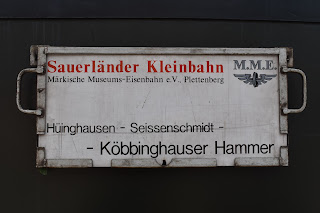 Sauerländer Kleinbahn
M.M.E.
Märkische Museums-Eisenbahn e.V., Plettenberg
Hüinghausen - Seissenschmidt -
- Köbbinghauser Hammer